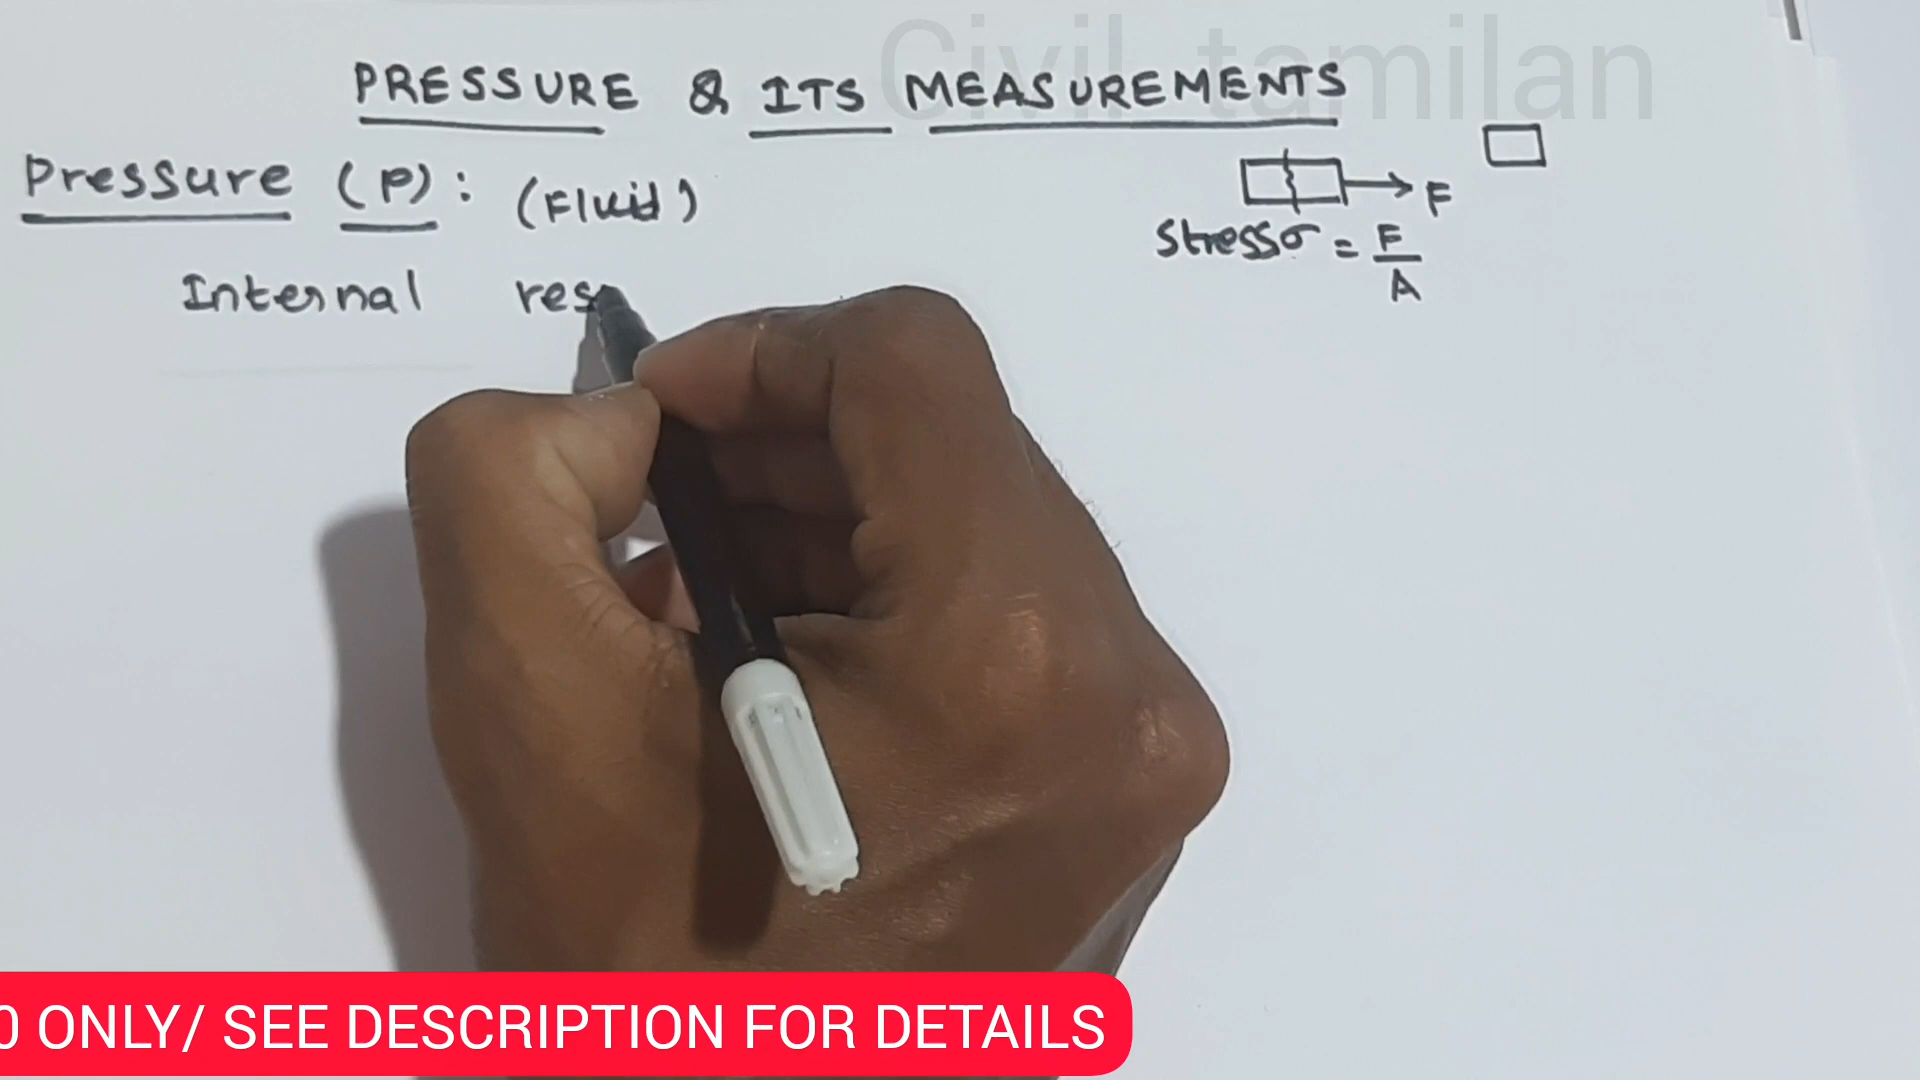 Civil tamilan
PRESSURE & ITS MEASUREMENTS
Pressure (P): (Fluid)
F
Stress σ = F/A
Internal res
0 ONLY/ SEE DESCRIPTION FOR DETAILS